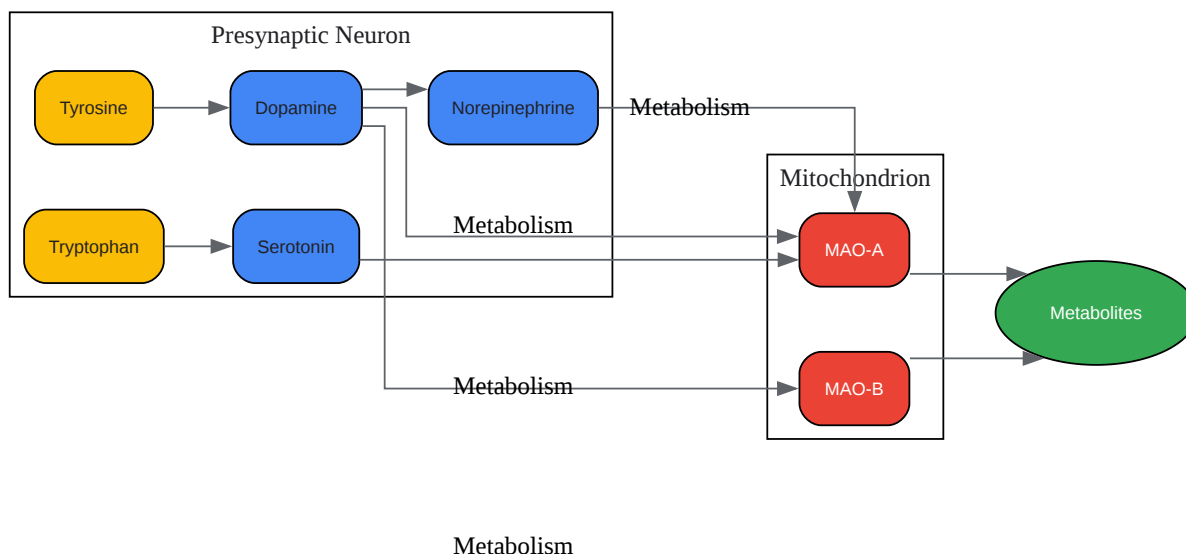 Presynaptic Neuron
Tyrosine
Dopamine
Norepinephrine
Metabolism
Mitochondrion
Tryptophan
Serotonin
Metabolism
MAO-A
Metabolites
Metabolism
MAO-B
Metabolism